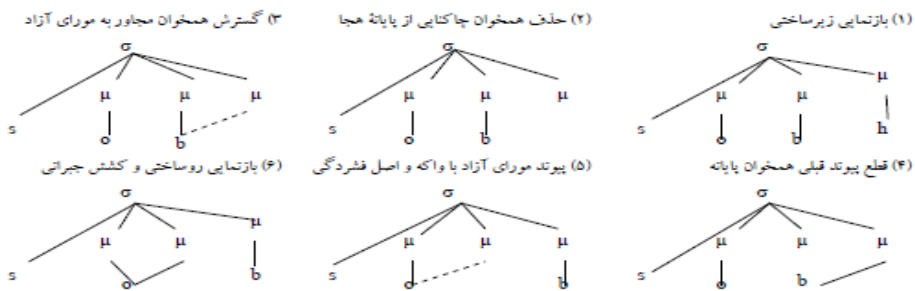 (۱) بازنمایی زیرساختی
σ
μ μ μ
s o b h
(۲) حذف همخوان چاکنایی از پایانهٔ هجا
σ
μ μ μ
s o b
(۳) گسترش همخوان مجاور به مورای آزاد
σ
μ μ μ
s o b
(۴) قطع پیوند قبلی همخوان پایانه
σ
μ μ μ
s o b
(۵) پیوند مورای آزاد با واکه و اصل فشردگی
σ
μ μ μ
s o b
(۶) بازنمایی روساختی و کشش جبرانی
σ
μ μ μ
s o b